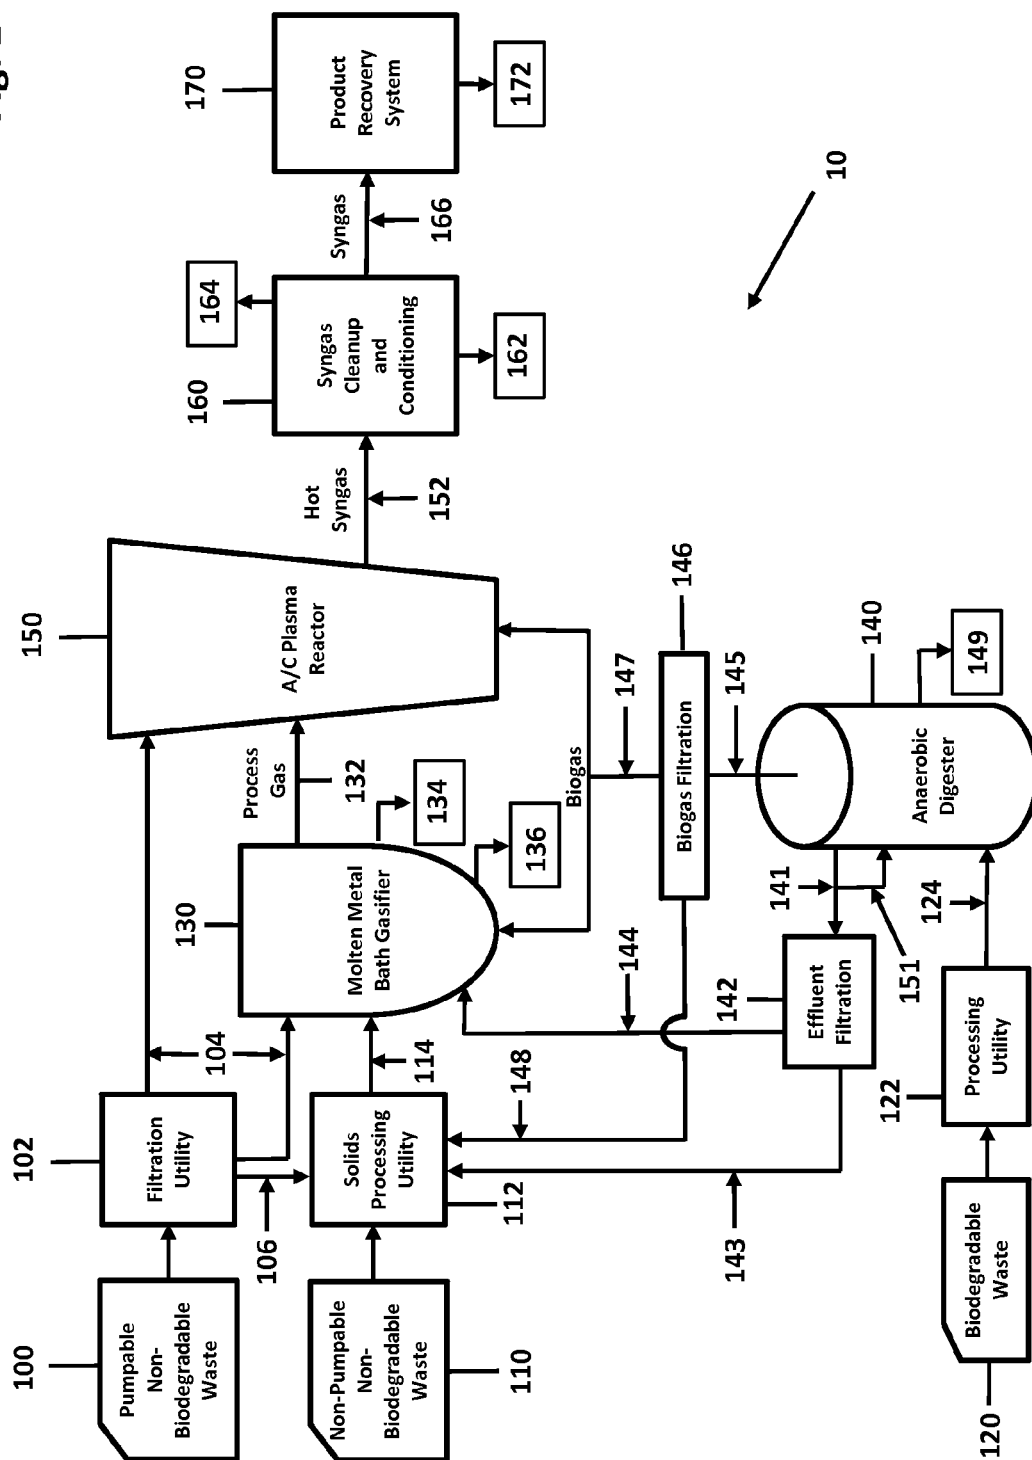 Fig.
100
102
150
170
Pumpable
Non-
Biodegradable
Waste
Filtration
Utility
104
106
130
160
164
Process
Gas
132
134
136
A/C Plasma
Reactor
Hot
Syngas
152
Syngas
Cleanup
and
Conditioning
162
Syngas
166
Product
Recovery
System
172
Non-Pumpable
Non-
Biodegradable
Waste
110
Solids
Processing
Utility
112
114
Molten Metal
Bath Gasifier
148
144
Biogas
147
143
142
Biogas Filtration
146
145
10
Effluent
Filtration
141
151
Anaerobic
Digester
140
149
122
124
Biodegradable
Waste
120
Processing
Utility